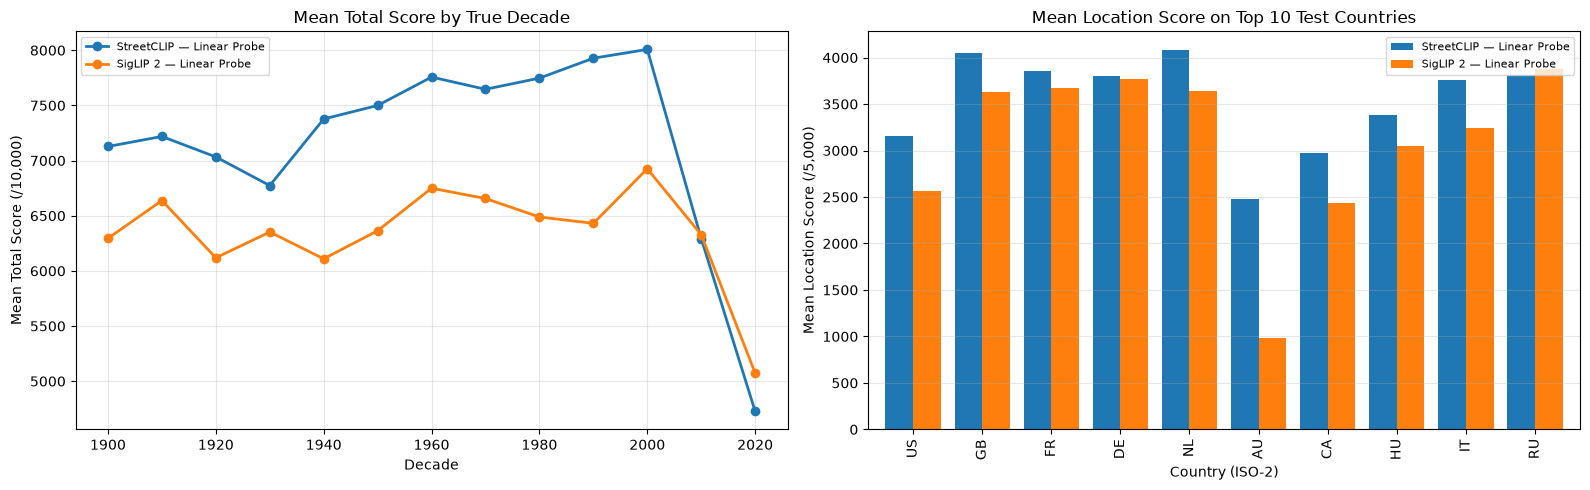 Mean Total Score by True Decade
StreetCLIP — Linear Probe
SigLIP 2 — Linear Probe
Mean Total Score (/10,000)
8000
7500
7000
6500
6000
5500
5000
1900
1920
1940
1960
1980
2000
2020
Decade
Mean Location Score on Top 10 Test Countries
StreetCLIP — Linear Probe
SigLIP 2 — Linear Probe
Mean Location Score (/5,000)
4000
3500
3000
2500
2000
1500
1000
500
0
US
GB
FR
DE
NL
AU
CA
HU
IT
RU
Country (ISO-2)